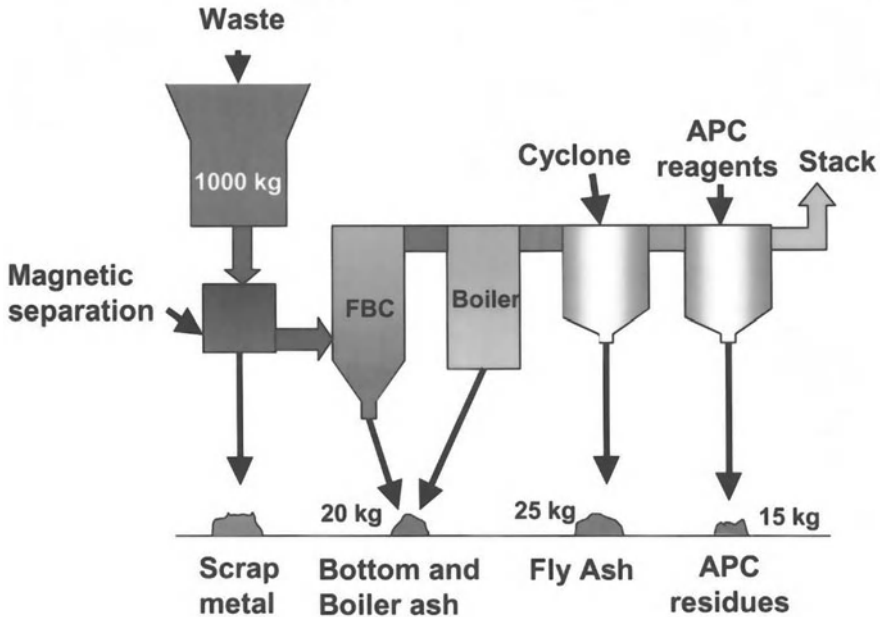 Waste
1000 kg
Cyclone
APC
reagents
Stack
Magnetic
separation
FBC
Boiler
20 kg
25 kg
15 kg
Scrap
metal
Bottom and
Boiler ash
Fly Ash
APC
residues